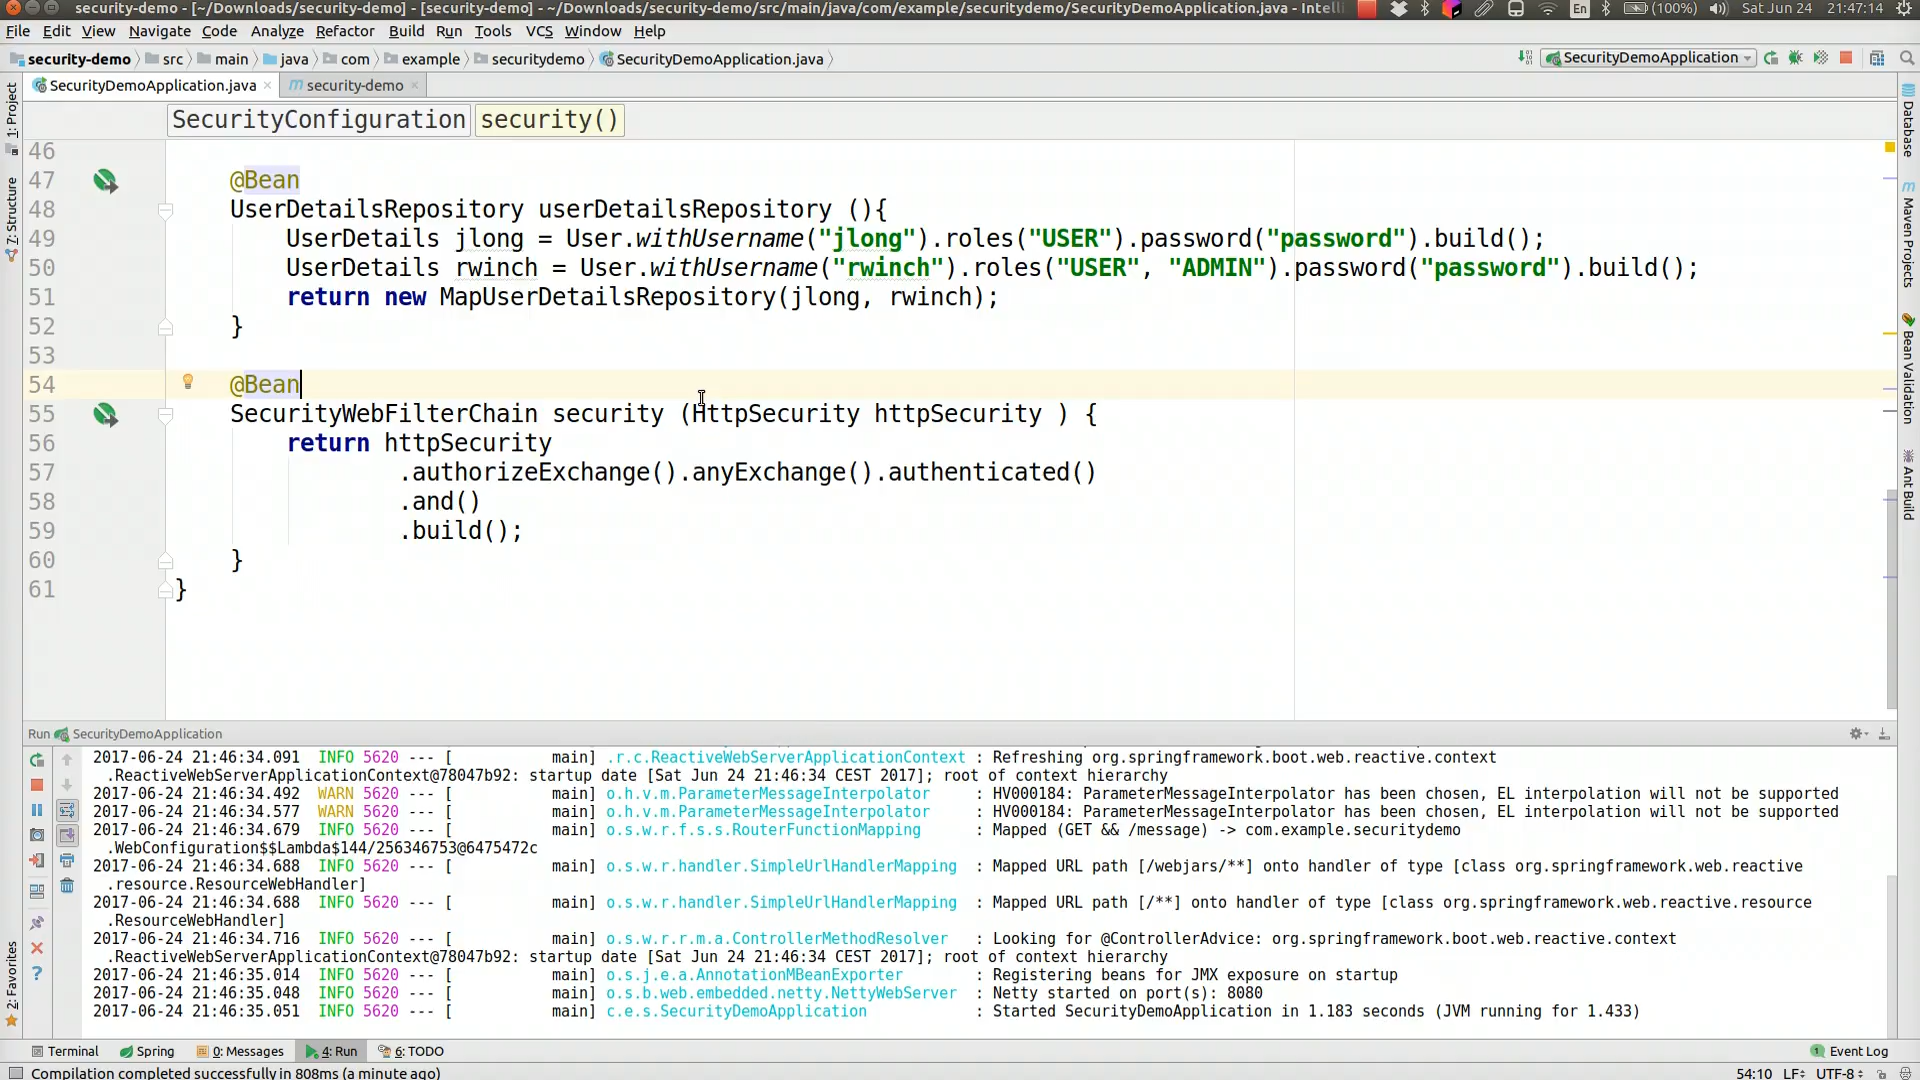 security-demo - [~/Downloads/security-demo] - [security-demo] - ~/Downloads/security-demo/src/main/java/com/example/securitydemo/SecurityDemoApplication.java - Intelli
En
(100%)
Sat Jun 24
21:47:14
File Edit View Navigate Code Analyze Refactor Build Run Tools VCS Window Help
security-demo src main java com example securitydemo SecurityDemoApplication.java
SecurityDemoApplication
SecurityDemoApplication.java
security-demo
SecurityConfiguration security()
46
47 @Bean
48 UserDetailsRepository userDetailsRepository (){
49 UserDetails jlong = User.withUsername("jlong").roles("USER").password("password").build();
50 UserDetails rwinch = User.withUsername("rwinch").roles("USER", "ADMIN").password("password").build();
51 return new MapUserDetailsRepository(jlong, rwinch);
52 }
53
54 @Bean
55 SecurityWebFilterChain security (HttpSecurity httpSecurity ) {
56 return httpSecurity
57 .authorizeExchange().anyExchange().authenticated()
58 .and()
59 .build();
60 }
61 }
1: Project
7: Structure
2: Favorites
Database
Maven Projects
Bean Validation
Ant Build
Run SecurityDemoApplication
2017-06-24 21:46:34.091 INFO 5620 --- [ main] .r.c.ReactiveWebServerApplicationContext : Refreshing org.springframework.boot.web.reactive.context
.ReactiveWebServerApplicationContext@78047b92: startup date [Sat Jun 24 21:46:34 CEST 2017]; root of context hierarchy
2017-06-24 21:46:34.492 WARN 5620 --- [ main] o.h.v.m.ParameterMessageInterpolator : HV000184: ParameterMessageInterpolator has been chosen, EL interpolation will not be supported
2017-06-24 21:46:34.577 WARN 5620 --- [ main] o.h.v.m.ParameterMessageInterpolator : HV000184: ParameterMessageInterpolator has been chosen, EL interpolation will not be supported
2017-06-24 21:46:34.679 INFO 5620 --- [ main] o.s.w.r.f.s.s.RouterFunctionMapping : Mapped (GET && /message) -> com.example.securitydemo
.WebConfiguration$$Lambda$144/256346753@6475472c
2017-06-24 21:46:34.688 INFO 5620 --- [ main] o.s.w.r.handler.SimpleUrlHandlerMapping : Mapped URL path [/webjars/**] onto handler of type [class org.springframework.web.reactive
.resource.ResourceWebHandler]
2017-06-24 21:46:34.688 INFO 5620 --- [ main] o.s.w.r.handler.SimpleUrlHandlerMapping : Mapped URL path [/**] onto handler of type [class org.springframework.web.reactive.resource
.ResourceWebHandler]
2017-06-24 21:46:34.716 INFO 5620 --- [ main] o.s.w.r.r.m.a.ControllerMethodResolver : Looking for @ControllerAdvice: org.springframework.boot.web.reactive.context
.ReactiveWebServerApplicationContext@78047b92: startup date [Sat Jun 24 21:46:34 CEST 2017]; root of context hierarchy
2017-06-24 21:46:35.014 INFO 5620 --- [ main] o.s.j.e.a.AnnotationMBeanExporter : Registering beans for JMX exposure on startup
2017-06-24 21:46:35.048 INFO 5620 --- [ main] o.s.b.web.embedded.netty.NettyWebServer : Netty started on port(s): 8080
2017-06-24 21:46:35.051 INFO 5620 --- [ main] c.e.s.SecurityDemoApplication : Started SecurityDemoApplication in 1.183 seconds (JVM running for 1.433)
Terminal Spring 0: Messages 4: Run 6: TODO
1 Event Log
Compilation completed successfully in 808ms (a minute ago)
54:10 LF÷ UTF-8÷